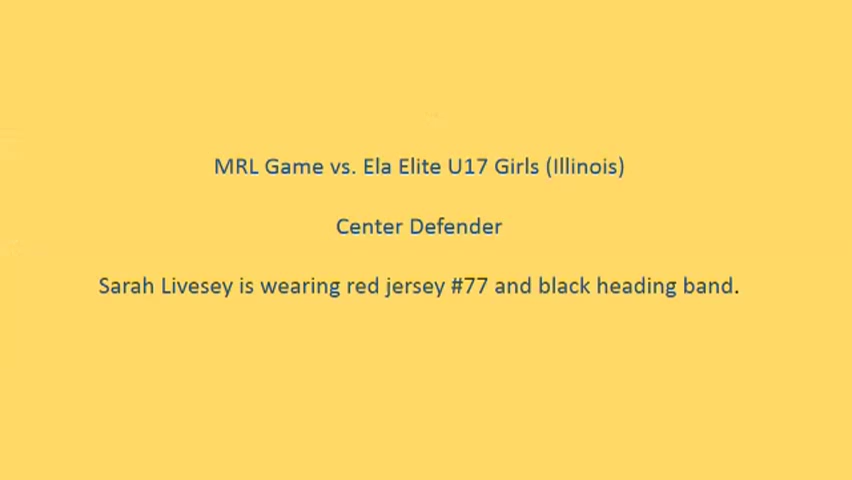 MRL Game vs. Ela Elite U17 Girls (Illinois)
Center Defender
Sarah Livesey is wearing red jersey #77 and black heading band.